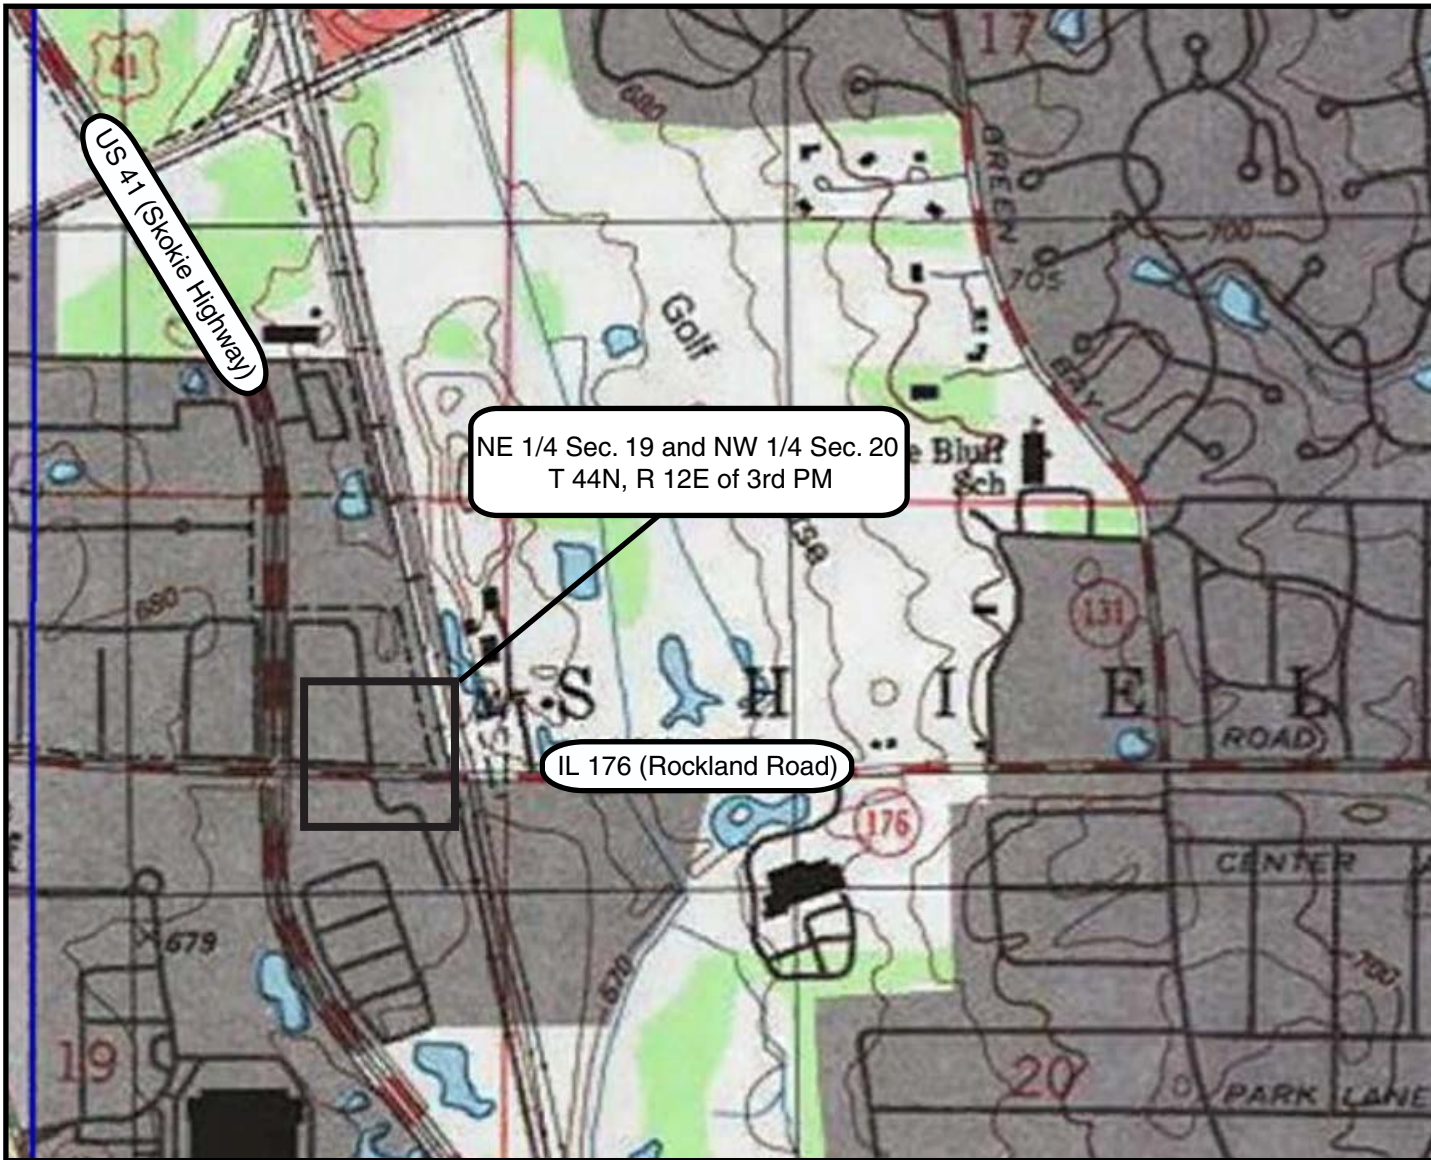 17
41
US 41 (Skokie Highway)
680
GREEN
700
705
Golf
BAY
NE 1/4 Sec. 19 and NW 1/4 Sec. 20
T 44N, R 12E of 3rd PM
e Bluff
Sch
rse
680
131
S H I E L
ROAD
IL 176 (Rockland Road)
176
CENTER
679
670
700
19
20
PARK LANE